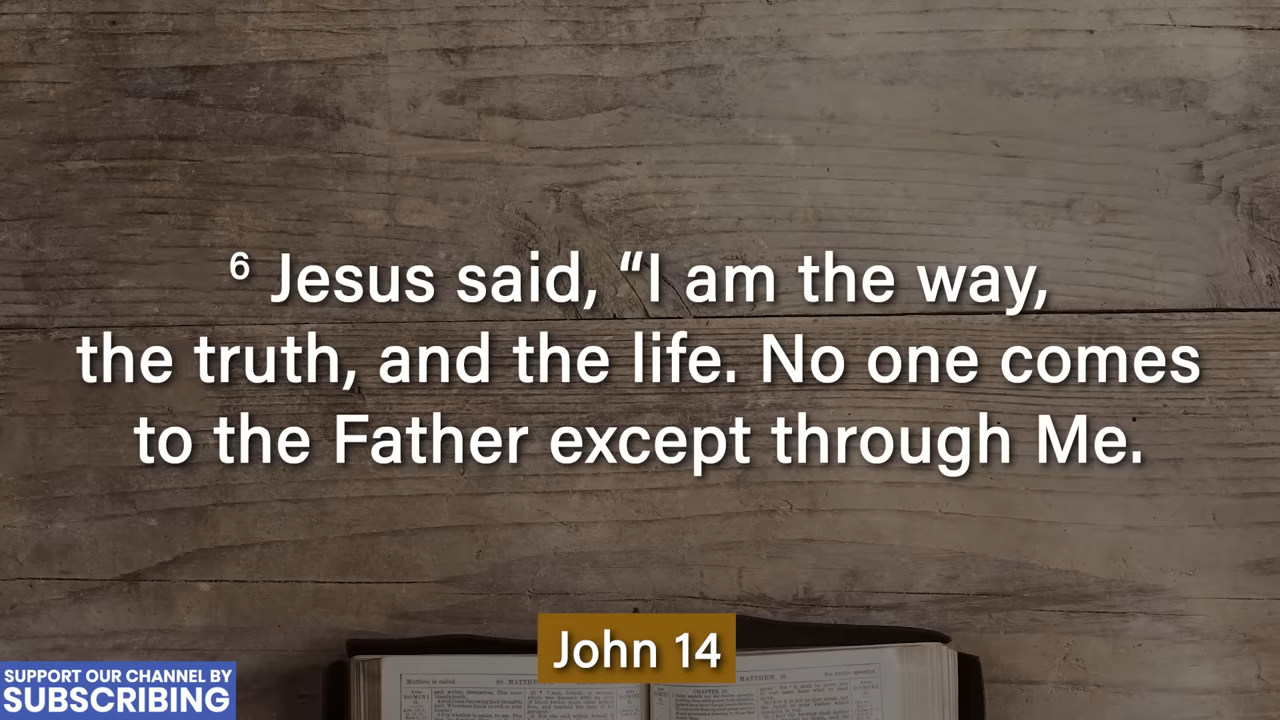 ⁶ Jesus said, “I am the way,
the truth, and the life. No one comes
to the Father except through Me.
John 14
SUPPORT OUR CHANNEL BY
SUBSCRIBING